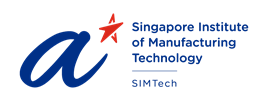 a
Singapore Institute
of Manufacturing
Technology
SIMTech